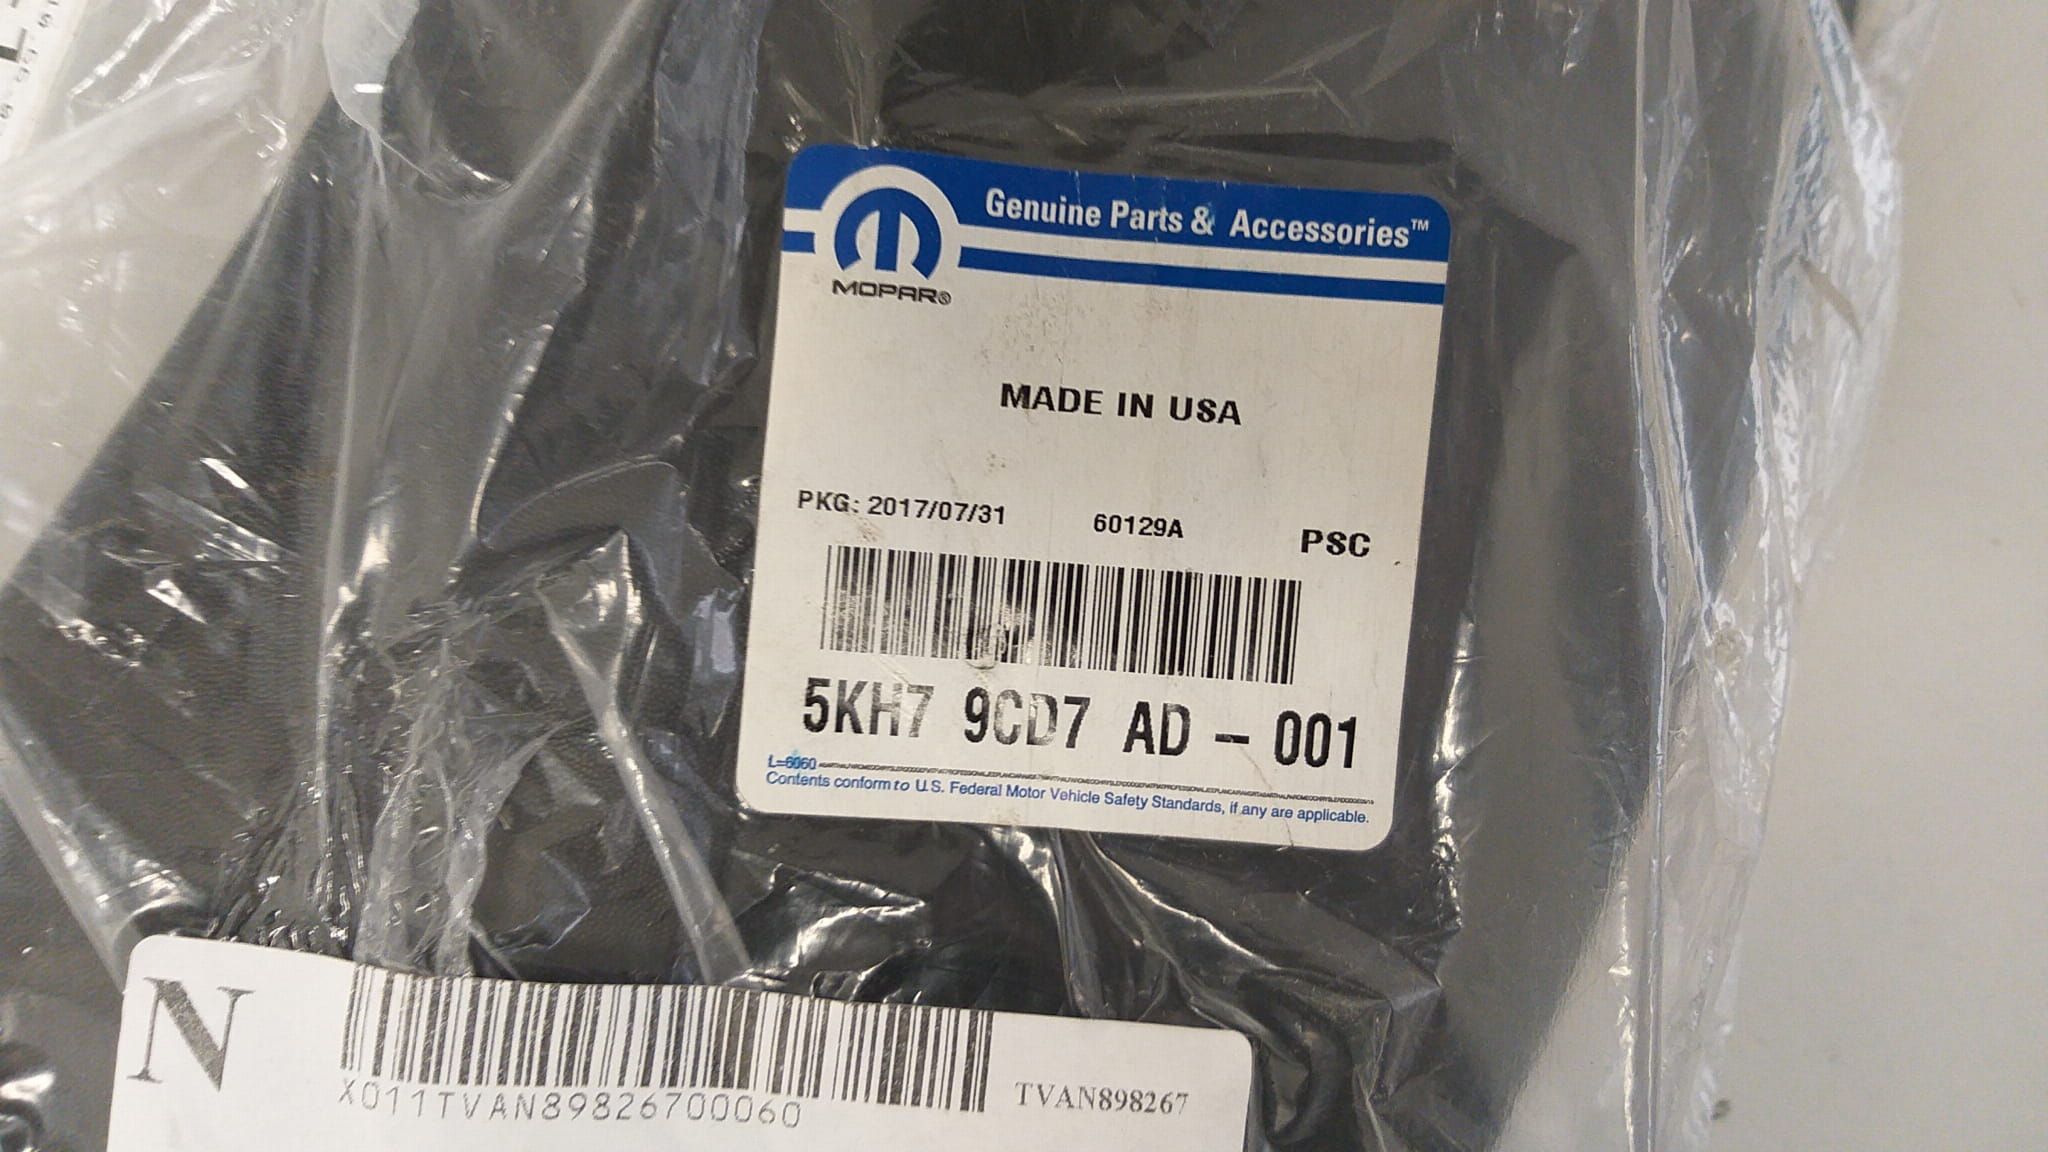 Genuine Parts & Accessories™
MOPAR®
MADE IN USA
PKG: 2017/07/31 60129A PSC
5KH7 9CD7 AD - 001
L=6060
Contents conform to U.S. Federal Motor Vehicle Safety Standards, if any are applicable.
N
X011TVAN89826700060
TVAN898267